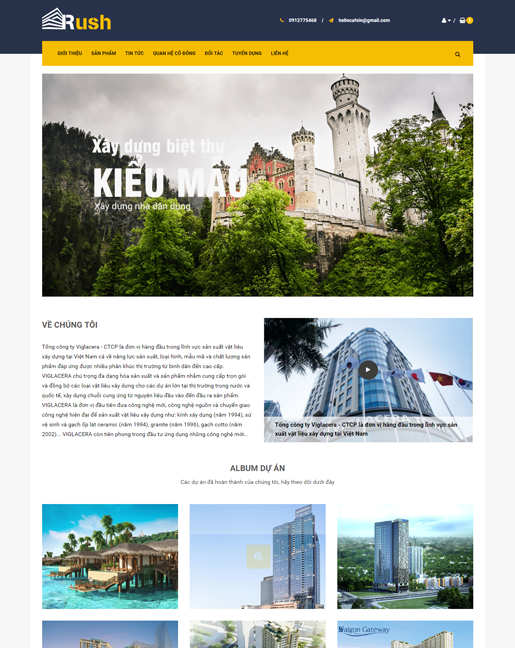 Rush
0912775468 / hellocafein@gmail.com
/ 0
GIỚI THIỆU SẢN PHẨM TIN TỨC QUAN HỆ CỔ ĐÔNG ĐỐI TÁC TUYỂN DỤNG LIÊN HỆ
Xây dựng biệt thự
KIỂU MẪU
Xây dựng nhà dân dụng
VỀ CHÚNG TÔI
Tổng công ty Viglacera - CTCP là đơn vị hàng đầu trong lĩnh vực sản xuất vật liệu
xây dựng tại Việt Nam cả về năng lực sản xuất, loại hình, mẫu mã và chất lượng sản
phẩm đáp ứng được nhiều phân khúc thị trường từ bình dân đến cao cấp.
VIGLACERA chú trọng đa dạng hóa sản xuất và sản phẩm nhằm cung cấp trọn gói
và đồng bộ các loại vật liệu xây dựng cho các dự án lớn tại thị trường trong nước và
quốc tế, xây dựng chuỗi cung ứng từ nguyên liệu đầu vào đến đầu ra sản phẩm.
VIGLACERA là đơn vị đầu tiên đưa công nghệ mới, công nghệ nguồn và chuyển giao
công nghệ hiện đại để sản xuất vật liệu xây dựng như: kính xây dựng (năm 1994), sứ
vệ sinh và gạch ốp lát ceramic (năm 1994), granite (năm 1996), gạch cotto (năm
2002)... VIGLACERA còn tiên phong trong đầu tư ứng dụng những công nghệ mới...
Tổng công ty Viglacera - CTCP là đơn vị hàng đầu trong lĩnh vực sản
xuất vật liệu xây dựng tại Việt Nam
ALBUM DỰ ÁN
Các dự án đã hoàn thành của chúng tôi, hãy theo dõi dưới đây
Saigon Gateway